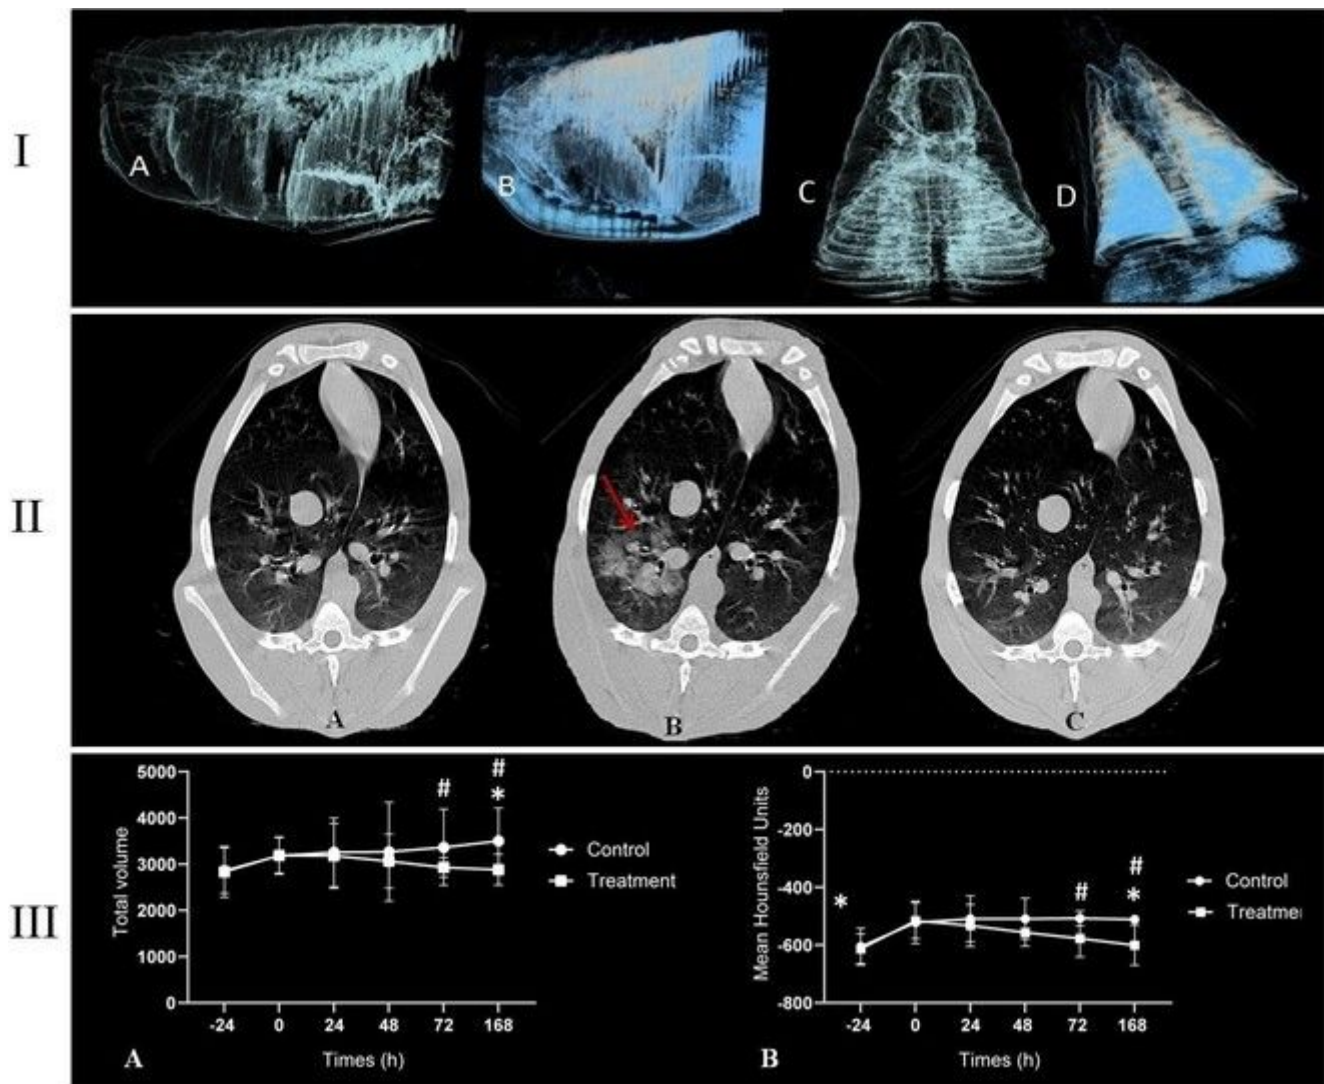 I
A
B
C
D
II
A
B
C
III
5000
4000
3000
2000
1000
0
Total volume
#
#
*
Control
Treatment
-24
0
24
48
72
168
Times (h)
A
0
-200
-400
-600
-800
Mean Hounsfield Units
*
#
#
*
Control
Treatme
-24
0
24
48
72
168
Times (h)
B